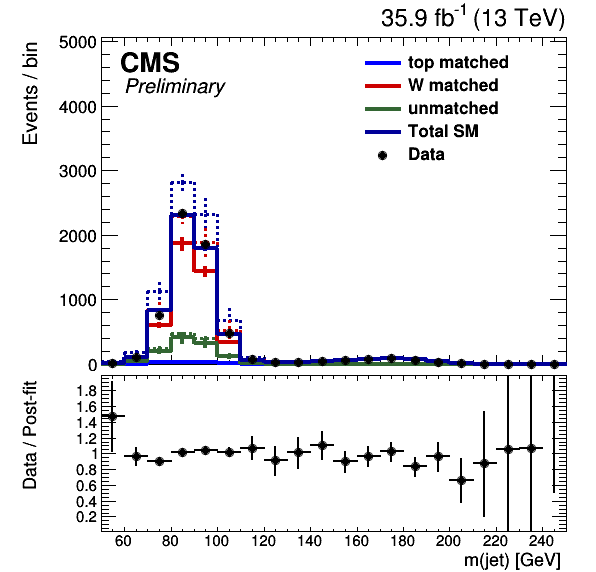 35.9 fb⁻¹ (13 TeV)
CMS
Preliminary
top matched
W matched
unmatched
Total SM
Data
Events / bin
5000
4000
3000
2000
1000
0
Data / Post-fit
1.8
1.6
1.4
1.2
1
0.8
0.6
0.4
0.2
60 80 100 120 140 160 180 200 220 240
m(jet) [GeV]